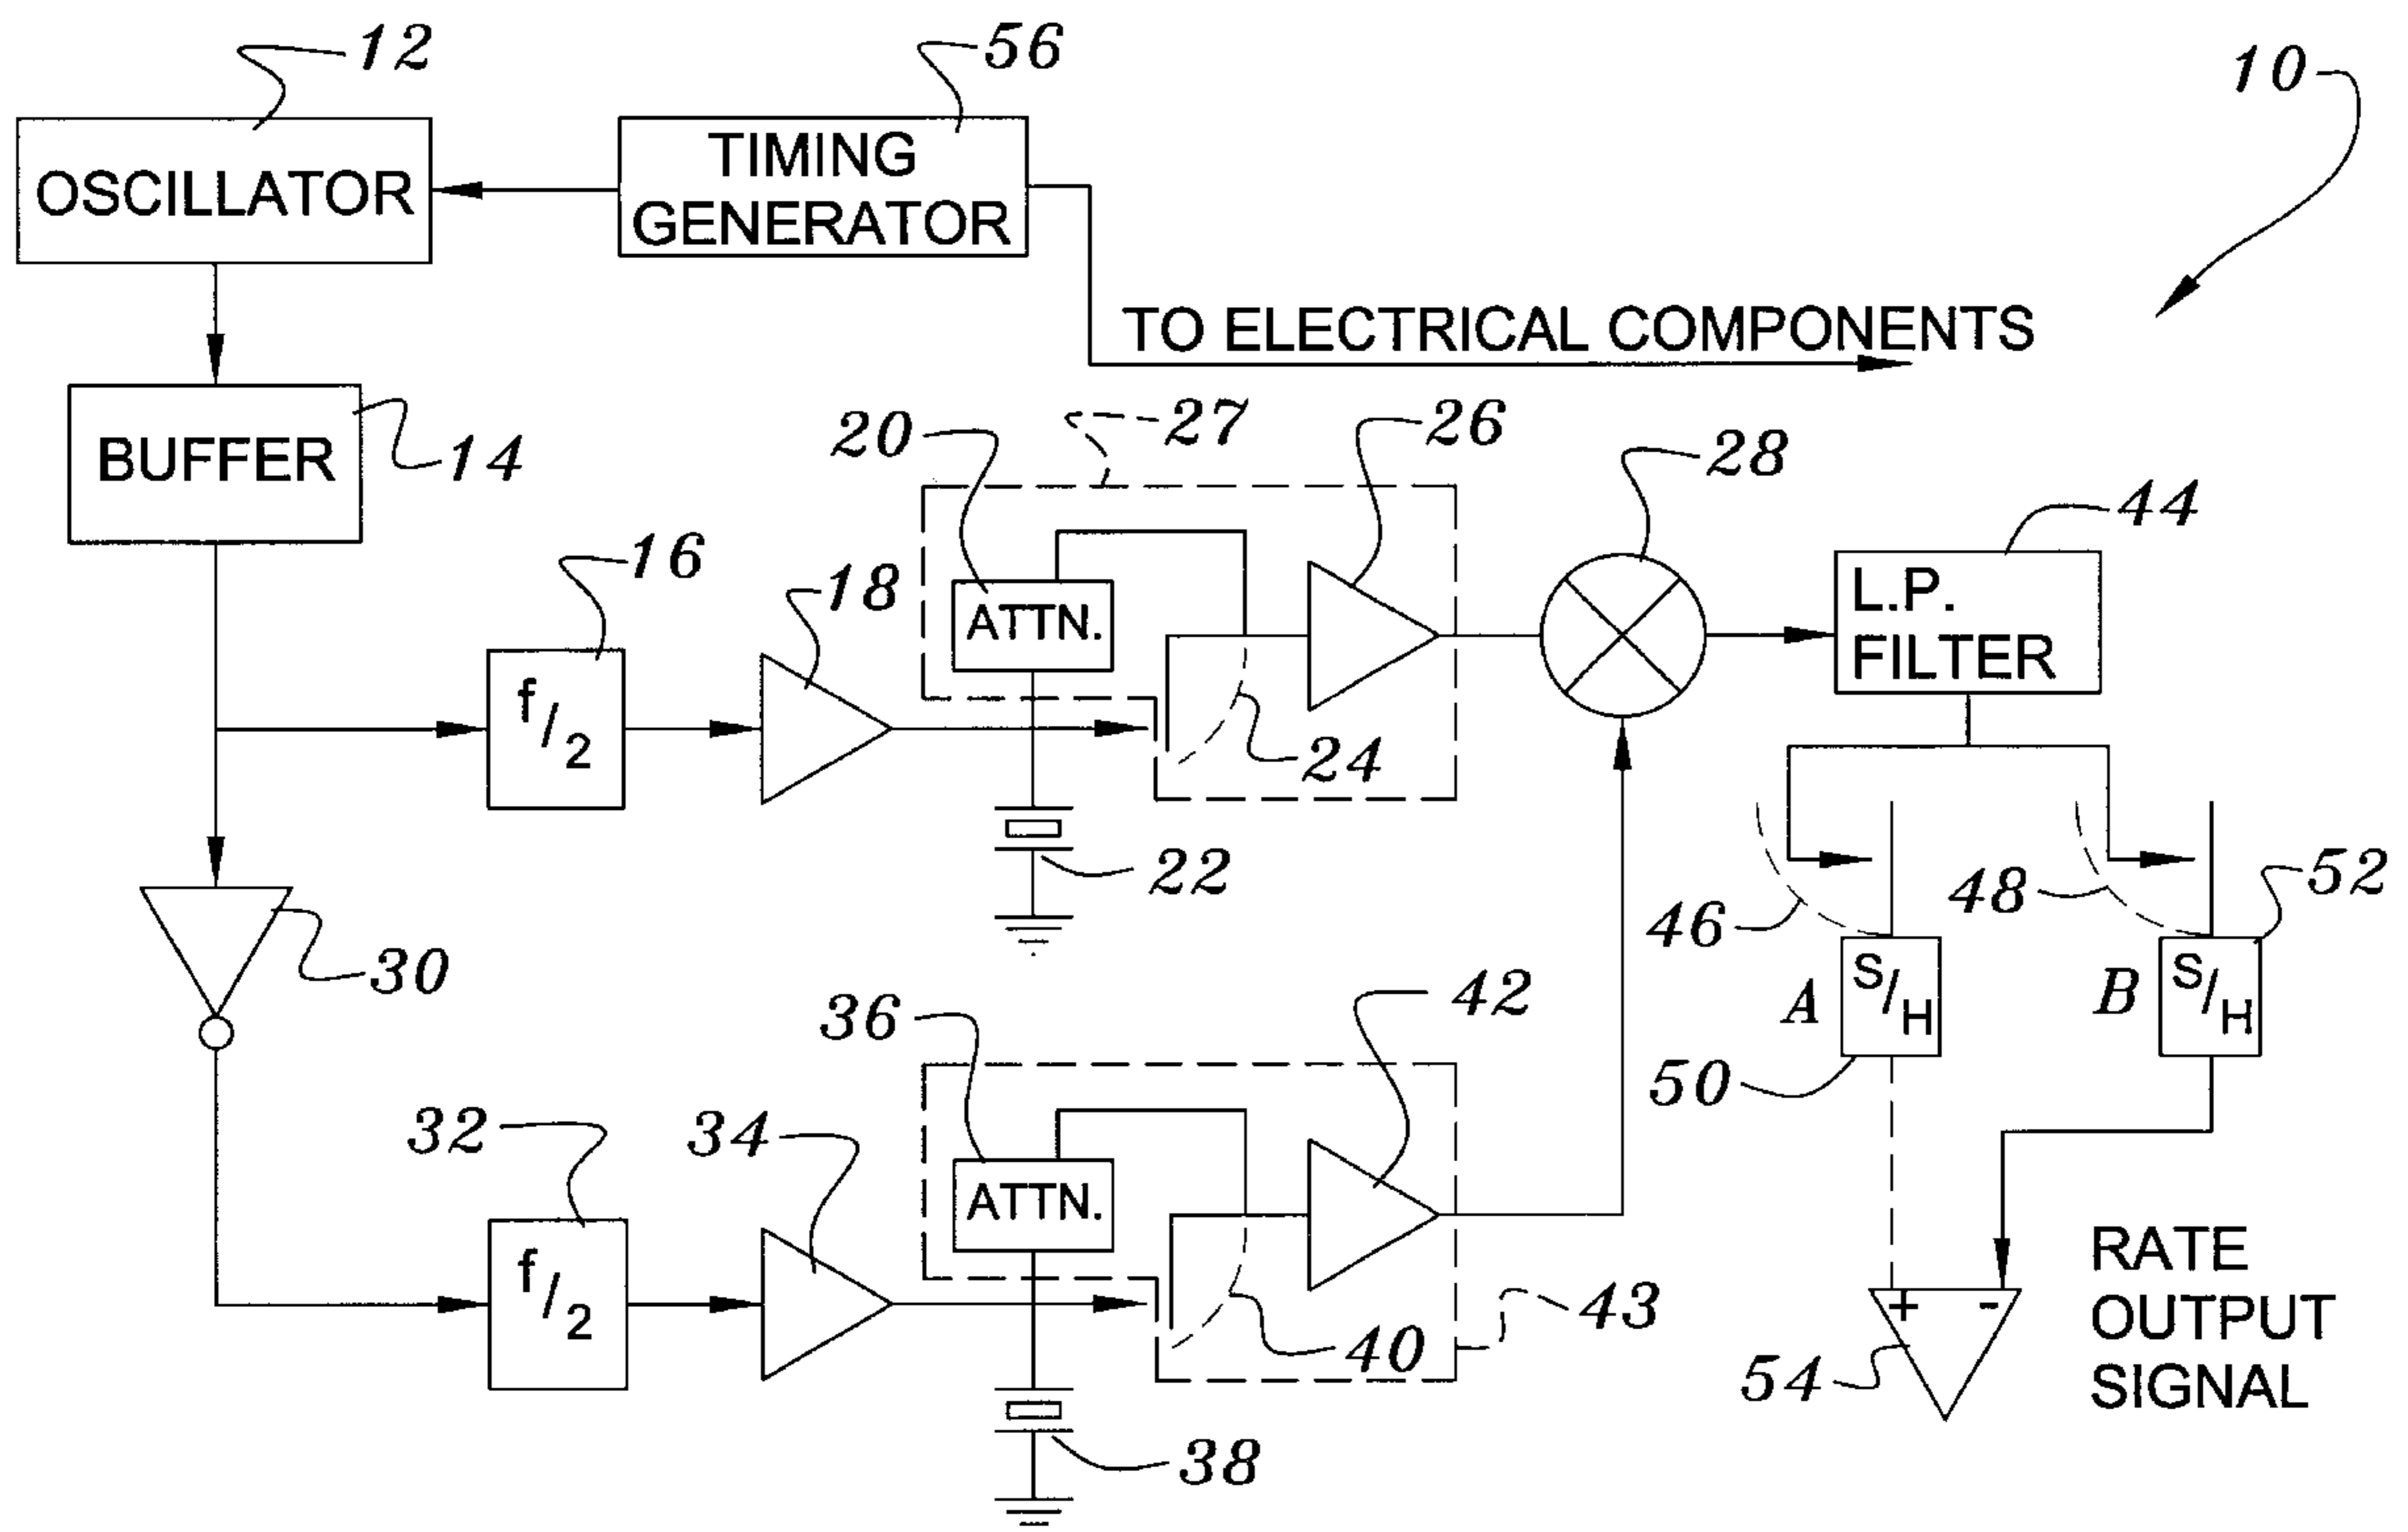 12
56
10
OSCILLATOR
TIMING
GENERATOR
TO ELECTRICAL COMPONENTS
BUFFER
14
20
27
26
28
44
16
18
ATTN.
L.P.
FILTER
f/2
24
22
46
48
52
30
36
42
A
S/H
B
S/H
50
32
34
ATTN.
f/2
40
43
+
-
54
RATE
OUTPUT
SIGNAL
38